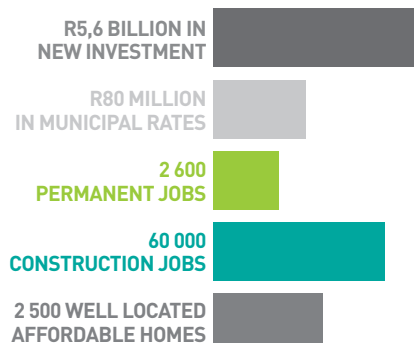 R5,6 BILLION IN
NEW INVESTMENT
R80 MILLION
IN MUNICIPAL RATES
2 600
PERMANENT JOBS
60 000
CONSTRUCTION JOBS
2 500 WELL LOCATED
AFFORDABLE HOMES